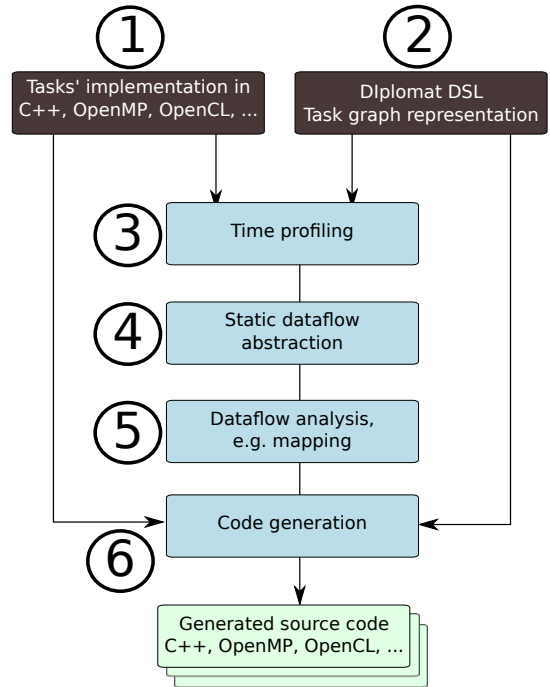 1
2
Tasks' implementation in
C++, OpenMP, OpenCL, ...
DIplomat DSL
Task graph representation
3
Time profiling
4
Static dataflow
abstraction
5
Dataflow analysis,
e.g. mapping
Code generation
6
Generated source code
C++, OpenMP, OpenCL, ...